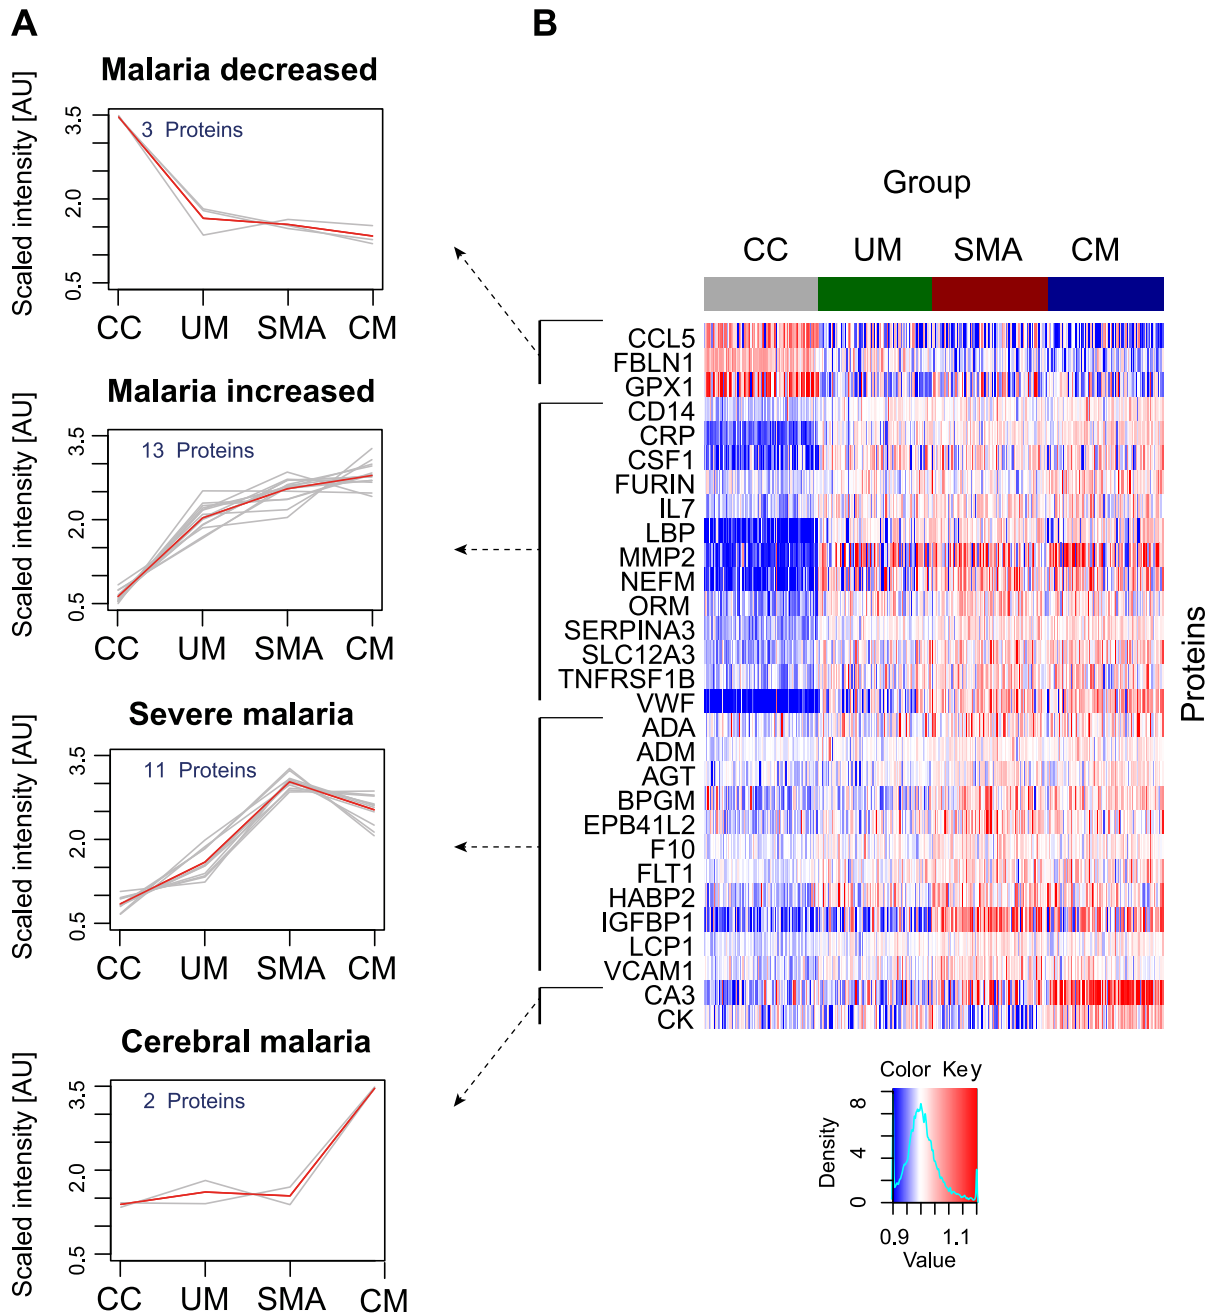 A
Malaria decreased
Scaled intensity [AU]
3.5
2.0
0.5
3 Proteins
CC UM SMA CM
Malaria increased
Scaled intensity [AU]
3.5
2.0
0.5
13 Proteins
CC UM SMA CM
Severe malaria
Scaled intensity [AU]
3.5
2.0
0.5
11 Proteins
CC UM SMA CM
Cerebral malaria
Scaled intensity [AU]
3.5
2.0
0.5
2 Proteins
CC UM SMA CM
B
Group
CC UM SMA CM
CCL5
FBLN1
GPX1
CD14
CRP
CSF1
FURIN
IL7
LBP
MMP2
NEFM
ORM
SERPINA3
SLC12A3
TNFRSF1B
VWF
ADA
ADM
AGT
BPGM
EPB41L2
F10
FLT1
HABP2
IGFBP1
LCP1
VCAM1
CA3
CK
Proteins
Color Key
Density
8
4
0
0.9 1.1
Value